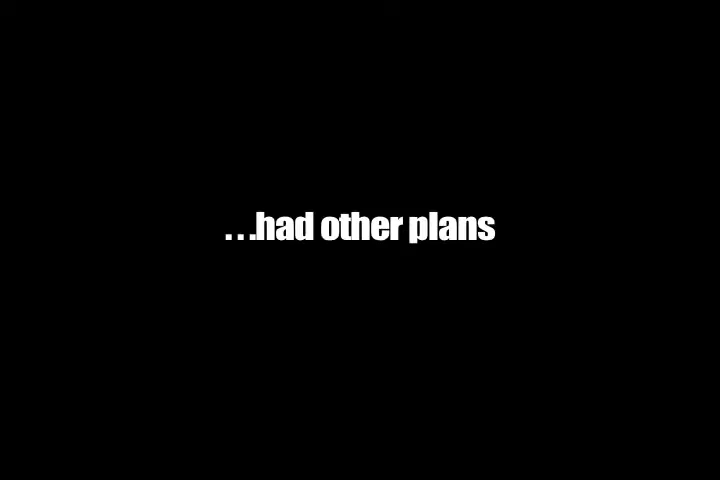 . . .had other plans